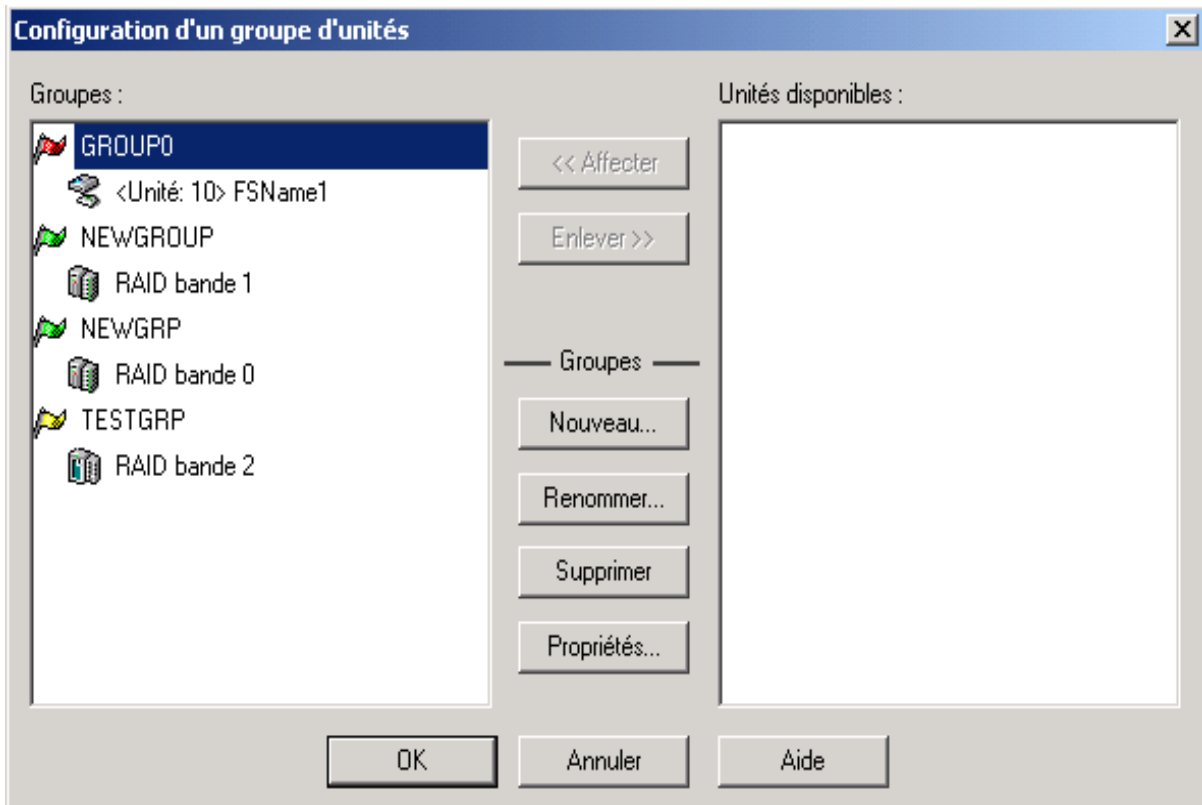 Configuration d'un groupe d'unités
Groupes :
GROUP0
<Unité: 10> FSName1
NEWGROUP
RAID bande 1
NEWGRP
RAID bande 0
TESTGRP
RAID bande 2
<< Affecter
Enlever >>
Groupes
Nouveau...
Renommer...
Supprimer
Propriétés...
Unités disponibles :
OK
Annuler
Aide